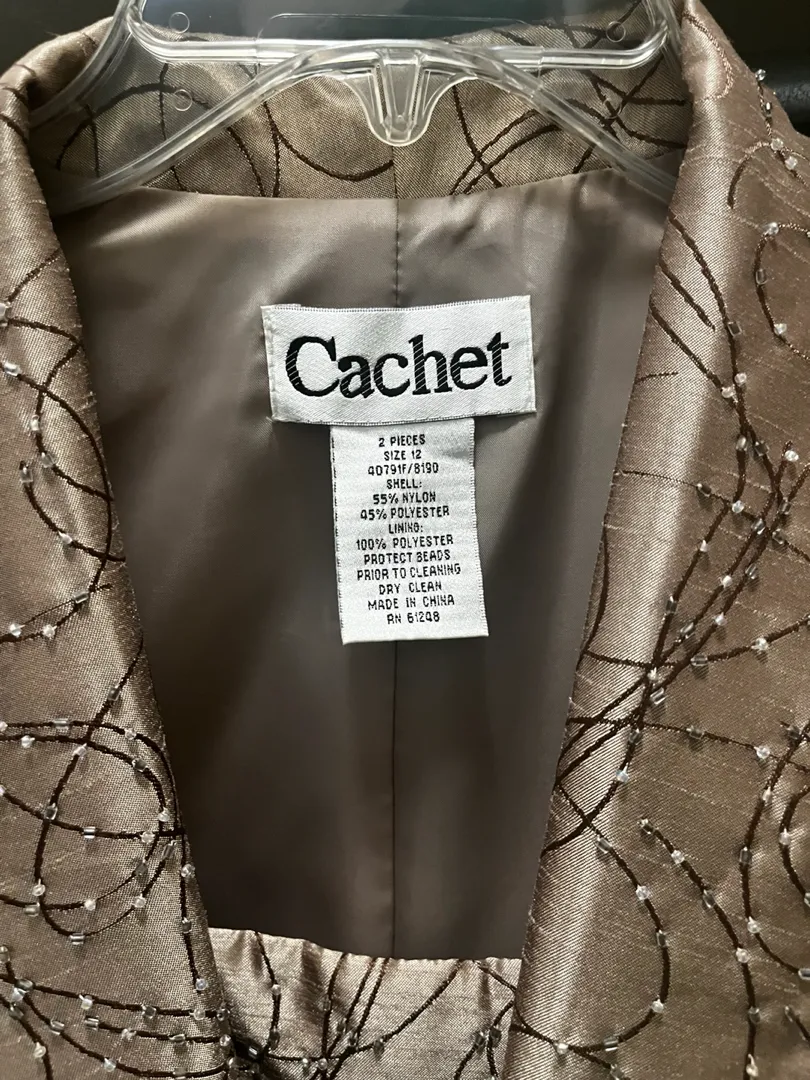 Cachet
2 PIECES
SIZE 12
40791F/8190
SHELL:
55% NYLON
45% POLYESTER
LINING:
100% POLYESTER
PROTECT BEADS
PRIOR TO CLEANING
DRY CLEAN
MADE IN CHINA
RN 61248